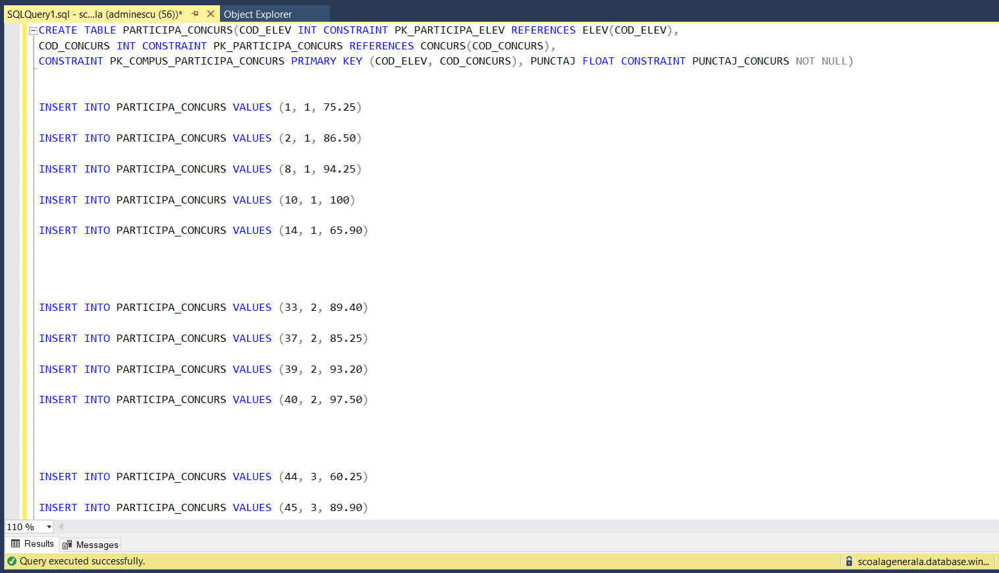 SQLQuery1.sql - sc...la (adminescu (56))* Object Explorer
CREATE TABLE PARTICIPA_CONCURS(COD_ELEV INT CONSTRAINT PK_PARTICIPA_ELEV REFERENCES ELEV(COD_ELEV),
COD_CONCURS INT CONSTRAINT PK_PARTICIPA_CONCURS REFERENCES CONCURS(COD_CONCURS),
CONSTRAINT PK_COMPUS_PARTICIPA_CONCURS PRIMARY KEY (COD_ELEV, COD_CONCURS), PUNCTAJ FLOAT CONSTRAINT PUNCTAJ_CONCURS NOT NULL)
INSERT INTO PARTICIPA_CONCURS VALUES (1, 1, 75.25)
INSERT INTO PARTICIPA_CONCURS VALUES (2, 1, 86.50)
INSERT INTO PARTICIPA_CONCURS VALUES (8, 1, 94.25)
INSERT INTO PARTICIPA_CONCURS VALUES (10, 1, 100)
INSERT INTO PARTICIPA_CONCURS VALUES (14, 1, 65.90)
INSERT INTO PARTICIPA_CONCURS VALUES (33, 2, 89.40)
INSERT INTO PARTICIPA_CONCURS VALUES (37, 2, 85.25)
INSERT INTO PARTICIPA_CONCURS VALUES (39, 2, 93.20)
INSERT INTO PARTICIPA_CONCURS VALUES (40, 2, 97.50)
INSERT INTO PARTICIPA_CONCURS VALUES (44, 3, 60.25)
INSERT INTO PARTICIPA_CONCURS VALUES (45, 3, 89.90)
110 %
Results Messages
Query executed successfully. scoalagenerala.database.win...